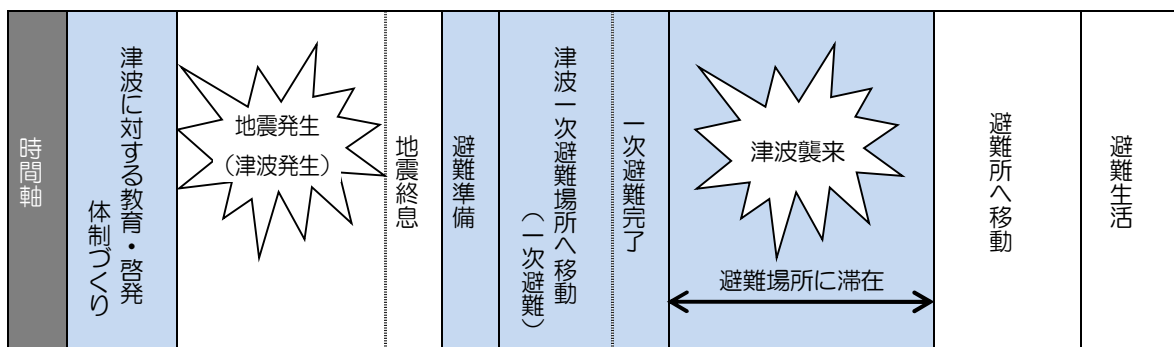 時間軸
津波に対する教育・啓発
体制づくり
地震発生
（津波発生）
地震終息
避難準備
津波一次避難場所へ移動
（一次避難）
一次避難完了
津波襲来
避難場所に滞在
避難所へ移動
避難生活